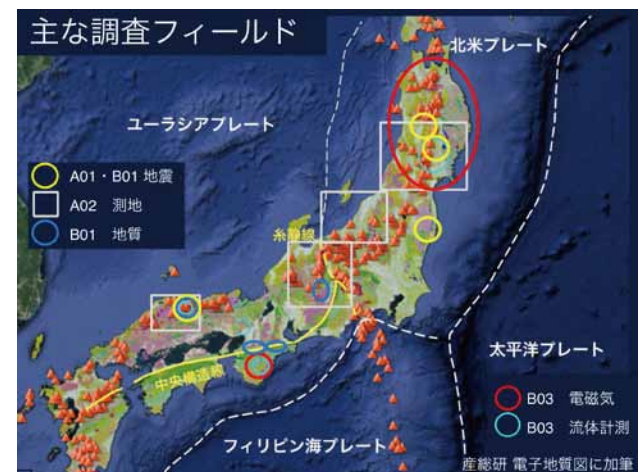 主な調査フィールド
北米プレート
ユーラシアプレート
A01・B01 地震
A02 測地
B01 地質
糸静線
中央構造線
太平洋プレート
B03 電磁気
B03 流体計測
フィリピン海プレート
産総研 電子地質図に加筆